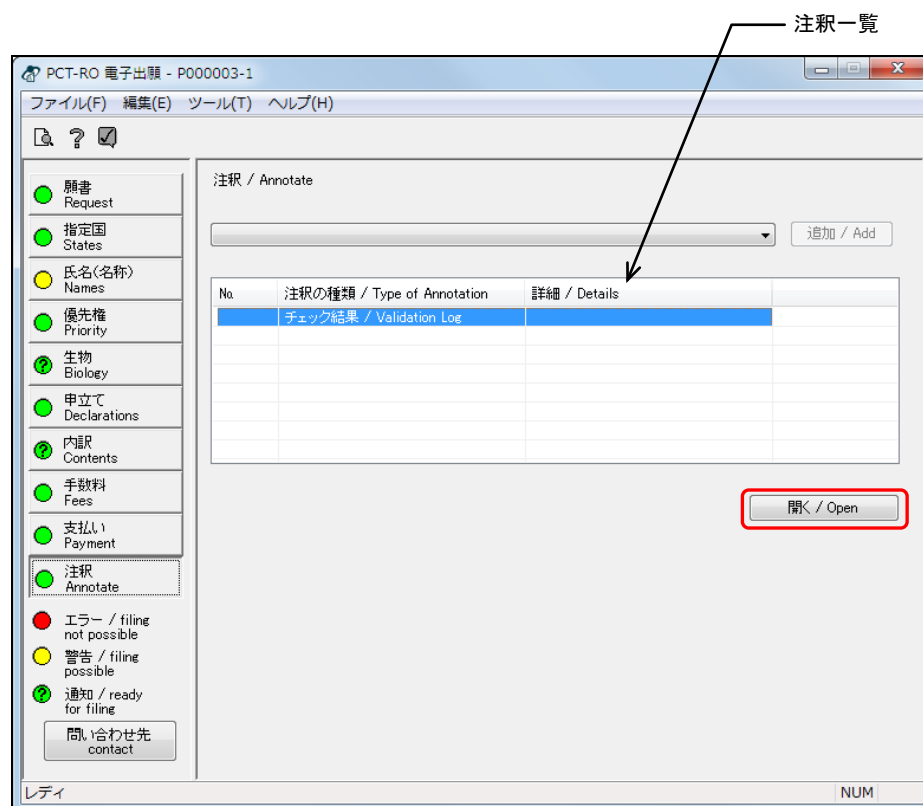 注釈一覧
PCT-RO 電子出願 - P000003-1
ファイル(F) 編集(E) ツール(T) ヘルプ(H)
注釈 / Annotate
追加 / Add
願書
Request
指定国
States
氏名(名称)
Names
優先権
Priority
生物
Biology
申立て
Declarations
内訳
Contents
手数料
Fees
支払い
Payment
注釈
Annotate
エラー / filing
not possible
警告 / filing
possible
通知 / ready
for filing
問い合わせ先
contact
No. 注釈の種類 / Type of Annotation 詳細 / Details
チェック結果 / Validation Log
開く / Open
レディ NUM